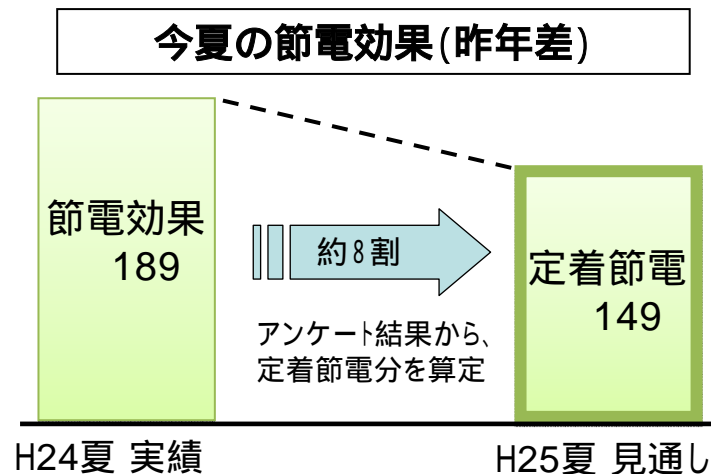 今夏の節電効果(昨年差)
節電効果
189
約8割
定着節電
149
アンケート結果から、
定着節電分を算定
H24夏 実績
H25夏 見通し